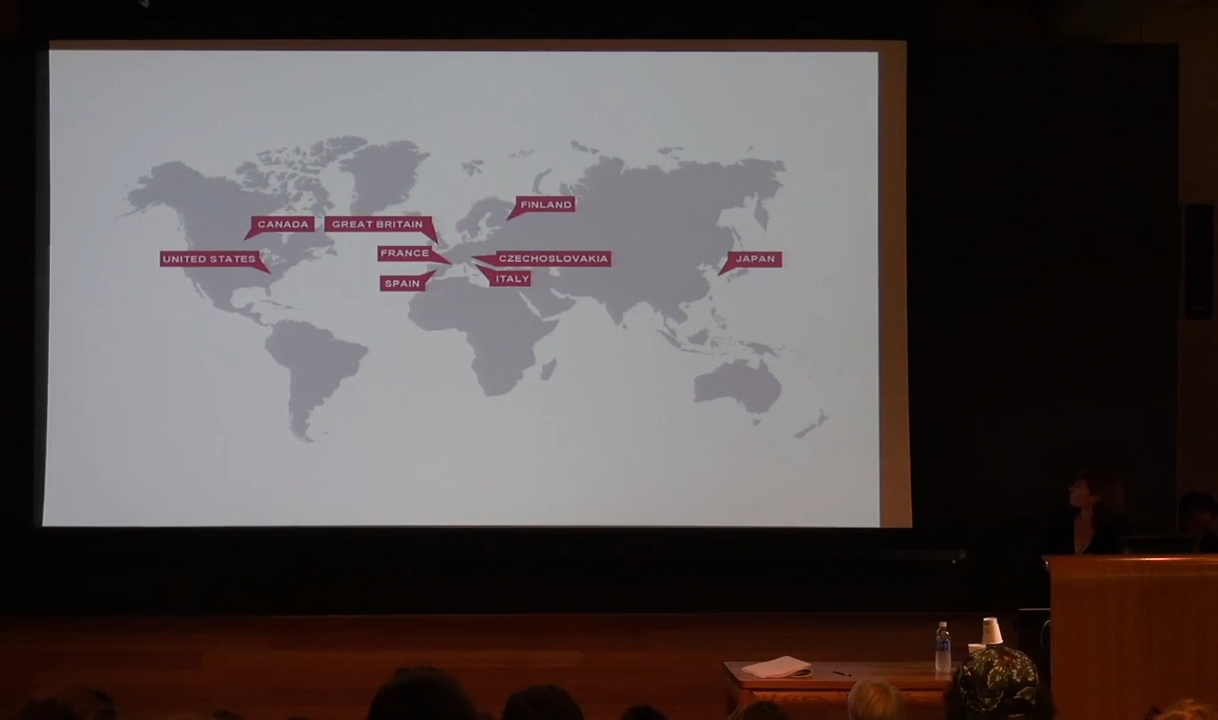 FINLAND
CANADA
GREAT BRITAIN
UNITED STATES
FRANCE
CZECHOSLOVAKIA
JAPAN
SPAIN
ITALY